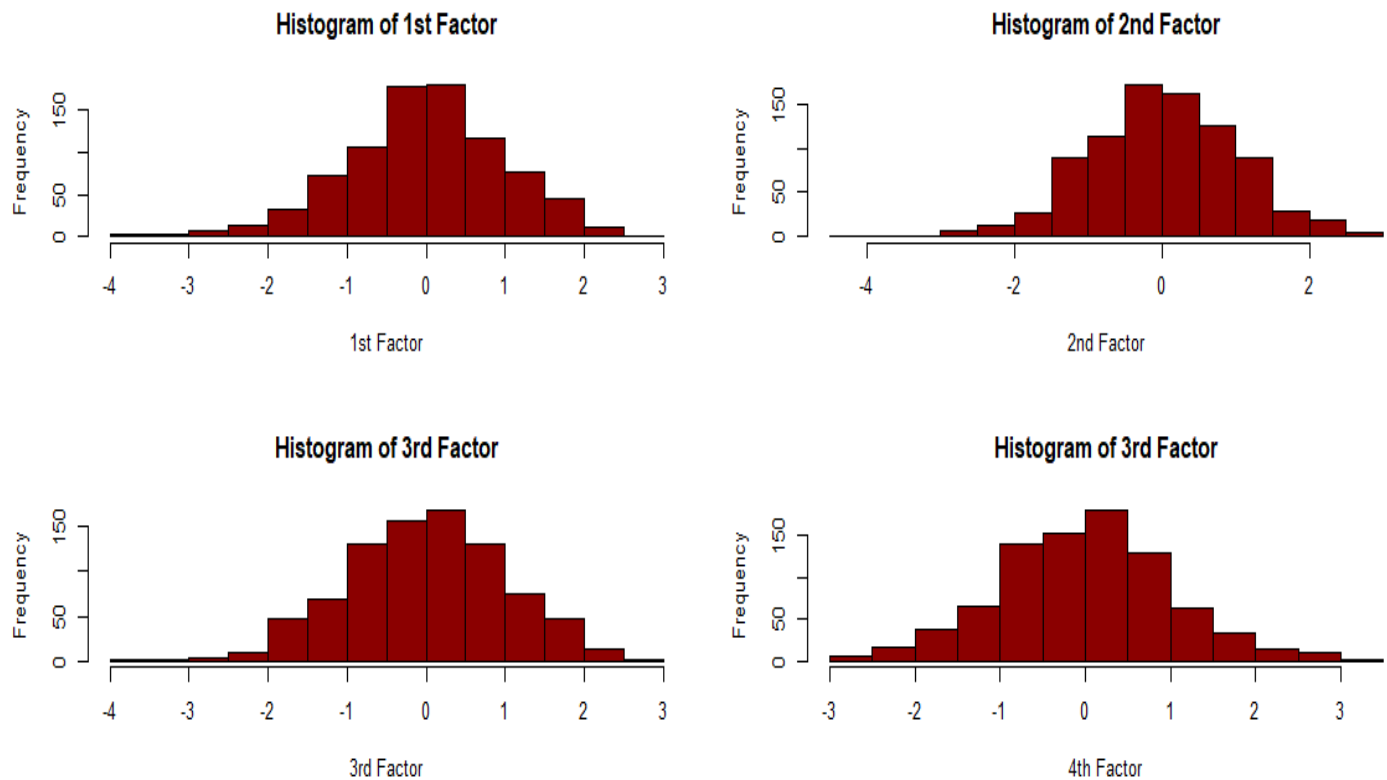 Histogram of 1st Factor
Frequency
0 50 150
-4 -3 -2 -1 0 1 2 3
1st Factor
Histogram of 2nd Factor
Frequency
0 50 150
-4 -2 0 2
2nd Factor
Histogram of 3rd Factor
Frequency
0 50 150
-4 -3 -2 -1 0 1 2 3
3rd Factor
Histogram of 3rd Factor
Frequency
0 50 150
-3 -2 -1 0 1 2 3
4th Factor